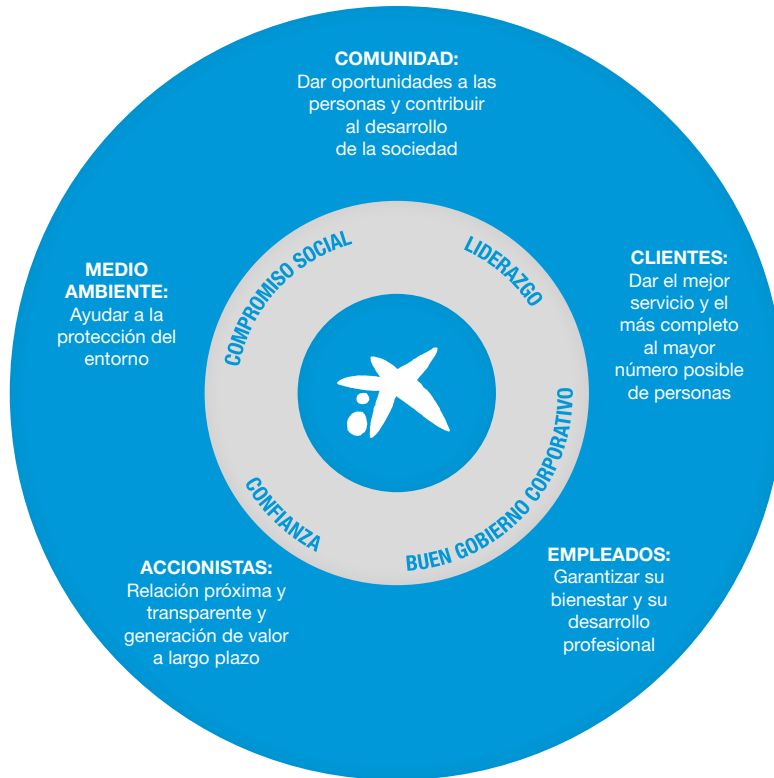 COMUNIDAD:
Dar oportunidades a las
personas y contribuir
al desarrollo
de la sociedad
MEDIO
AMBIENTE:
Ayudar a la
protección del
entorno
COMPROMISO SOCIAL
LIDERAZGO
CLIENTES:
Dar el mejor
servicio y el
más completo
al mayor
número posible
de personas
CONFIANZA
BUEN GOBIERNO CORPORATIVO
ACCIONISTAS:
Relación próxima y
transparente y
generación de valor
a largo plazo
EMPLEADOS:
Garantizar su
bienestar y su
desarrollo
profesional